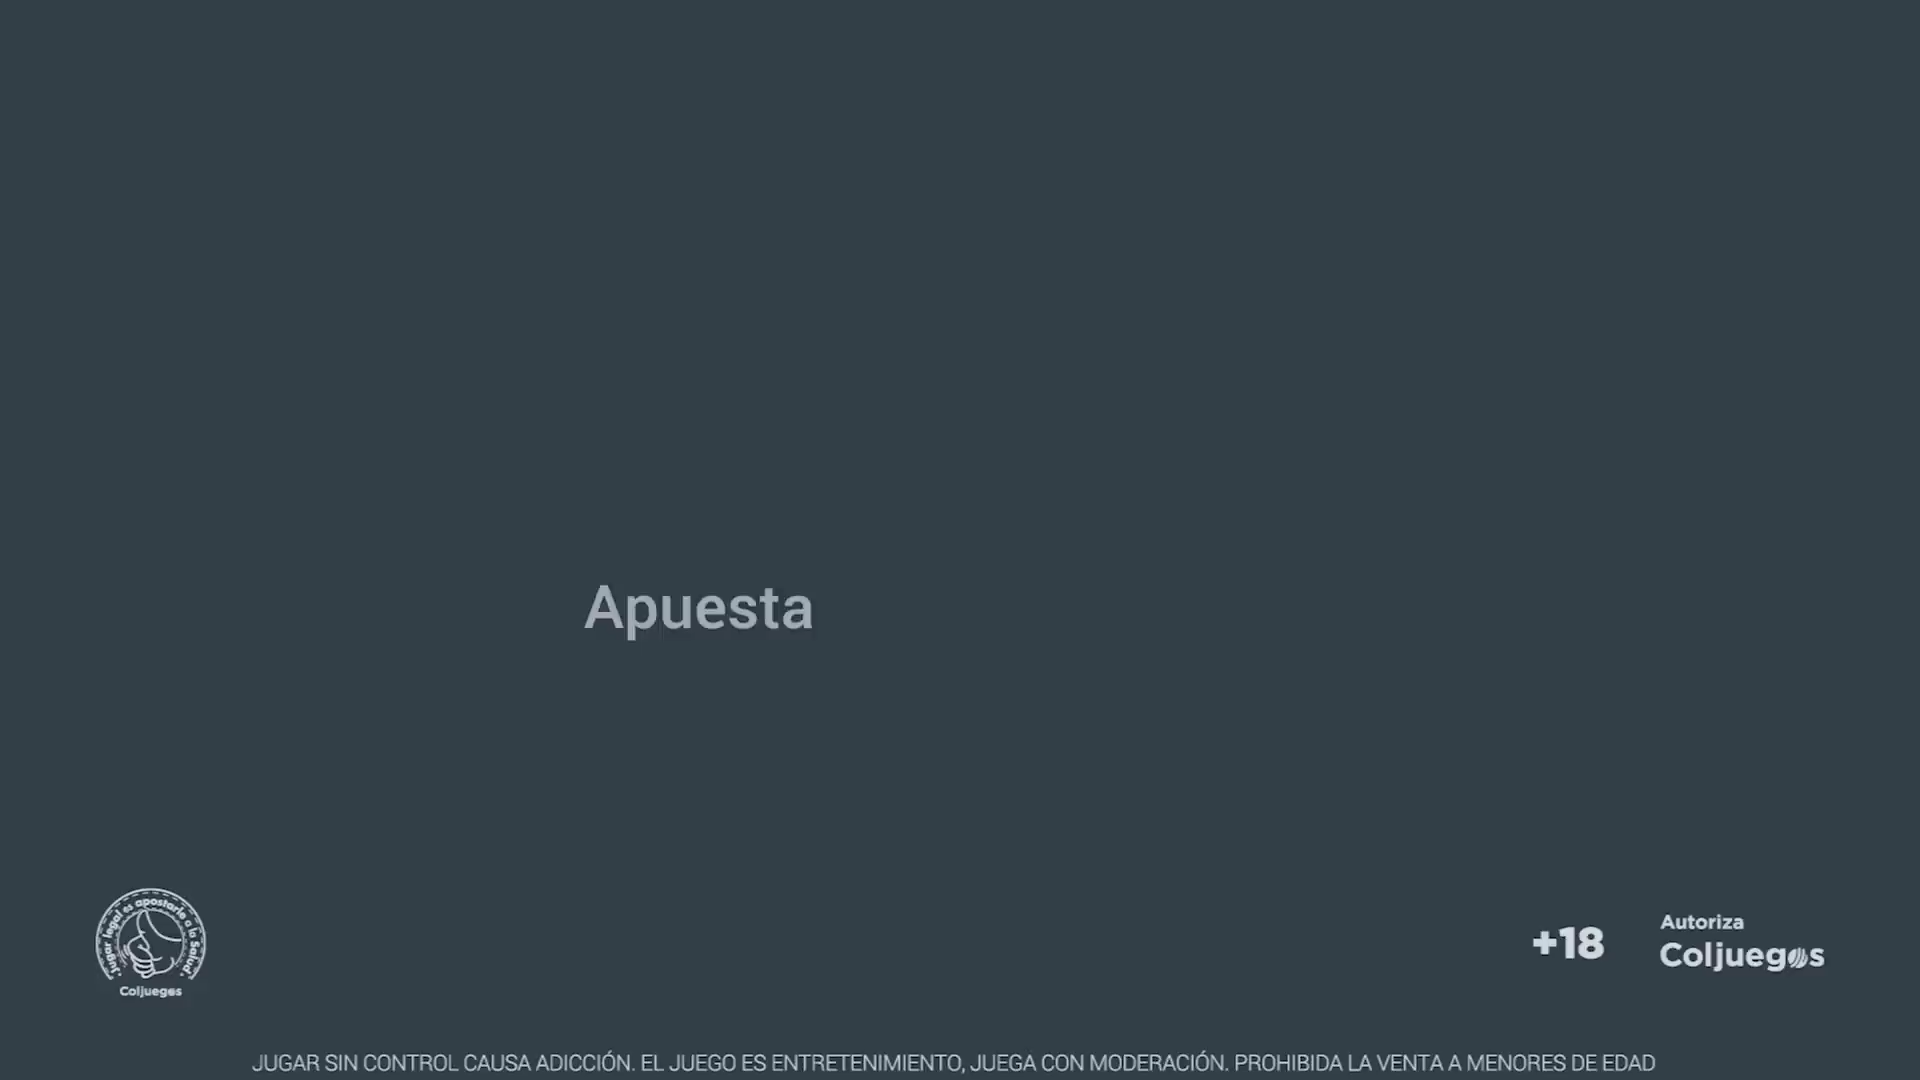 Apuesta
Jugar legal es apostarle a la Salud.
Coljuegos
+18
Autoriza
Coljuegos
JUGAR SIN CONTROL CAUSA ADICCIÓN. EL JUEGO ES ENTRETENIMIENTO, JUEGA CON MODERACIÓN. PROHIBIDA LA VENTA A MENORES DE EDAD